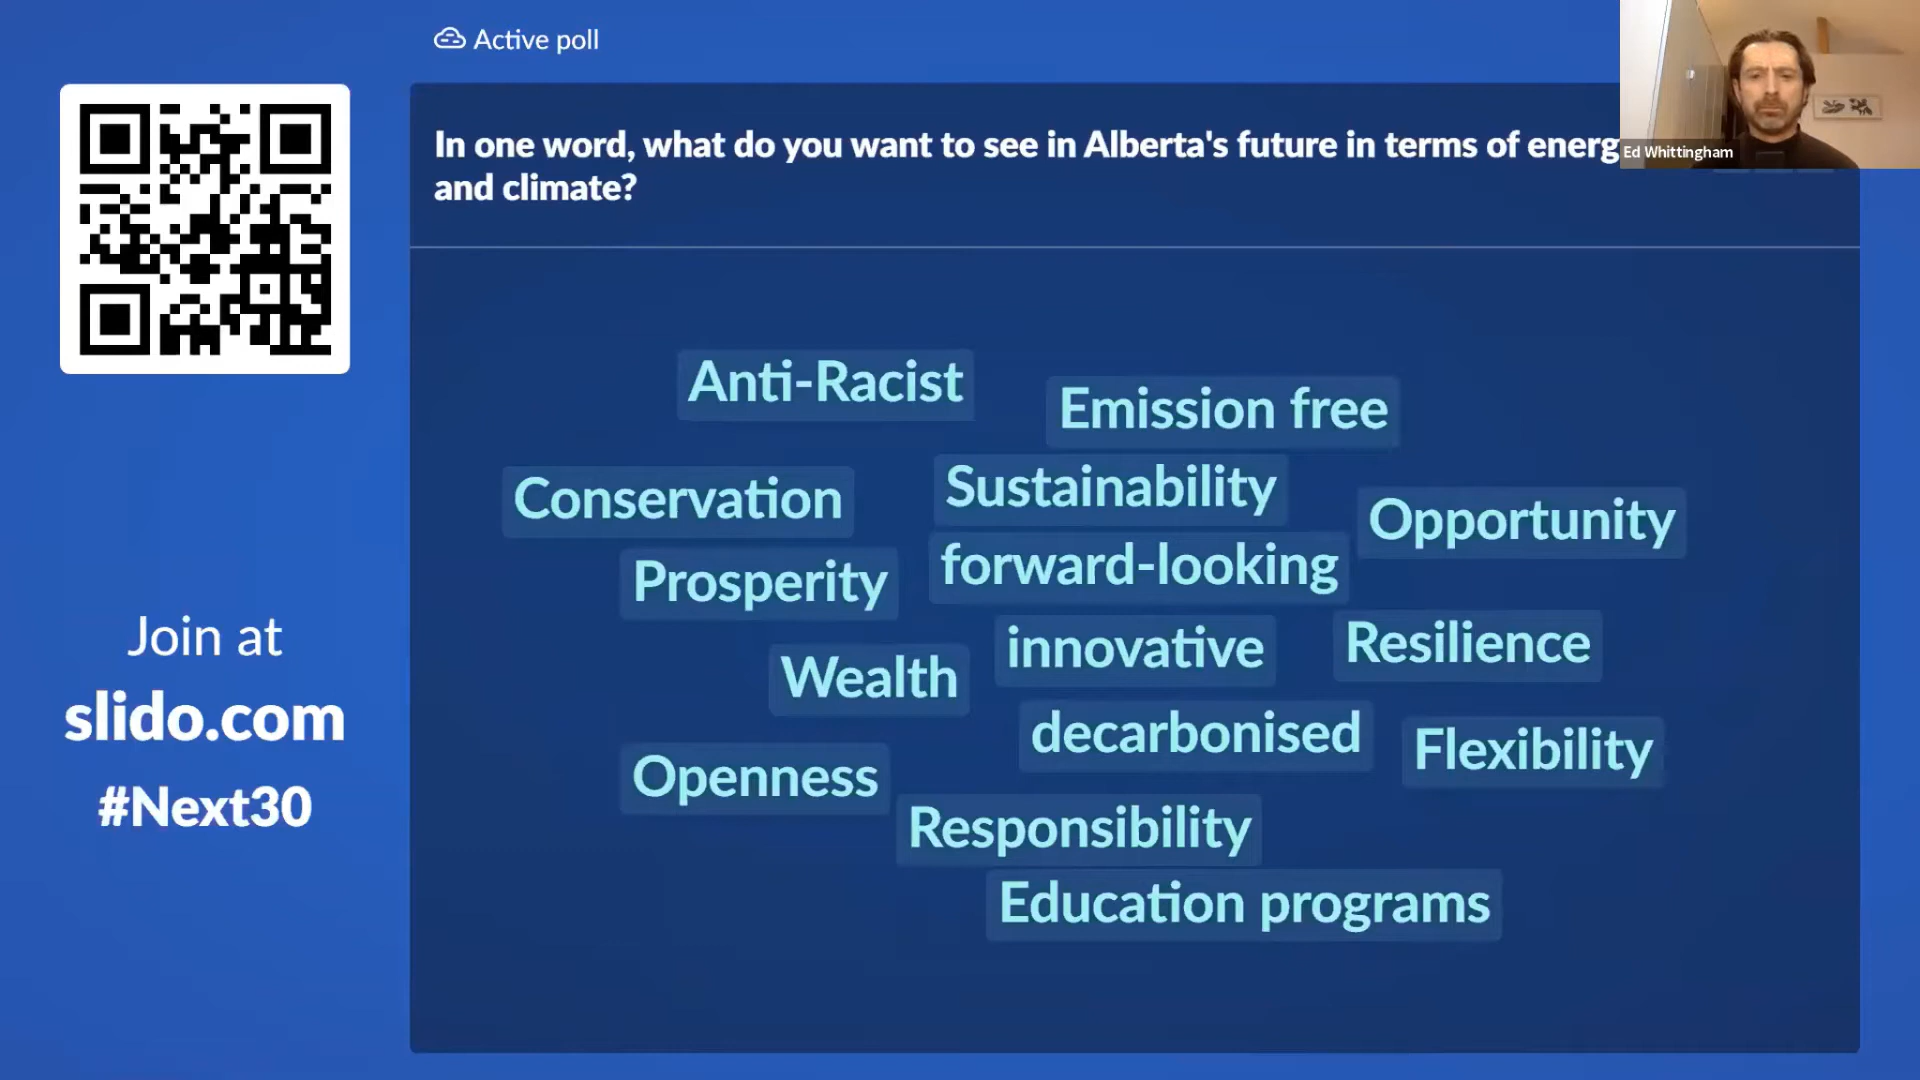 Active poll
In one word, what do you want to see in Alberta's future in terms of energ
and climate?
Ed Whittingham
Anti-Racist
Emission free
Conservation
Sustainability
Opportunity
Prosperity
forward-looking
Wealth
innovative
Resilience
decarbonised
Flexibility
Openness
Responsibility
Education programs
Join at
slido.com
#Next30